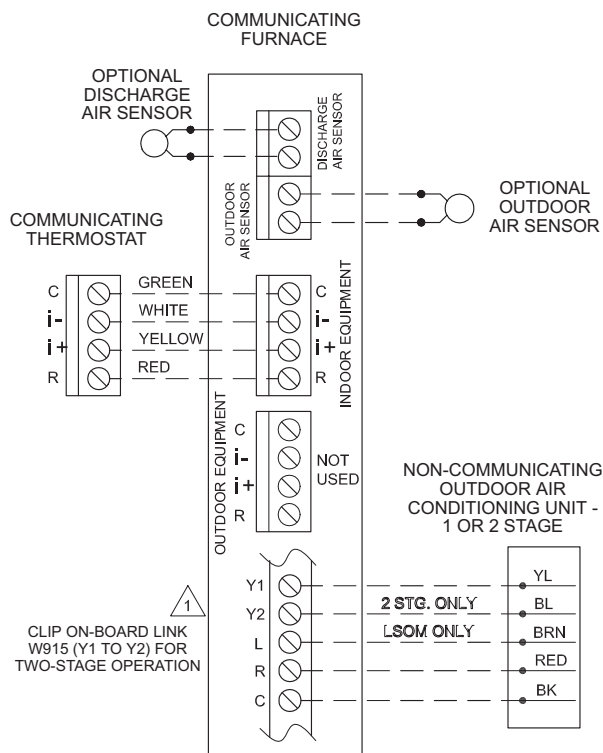 COMMUNICATING
FURNACE
OPTIONAL
DISCHARGE
AIR SENSOR
DISCHARGE
AIR SENSOR
OUTDOOR
AIR SENSOR
OPTIONAL
OUTDOOR
AIR SENSOR
COMMUNICATING
THERMOSTAT
C GREEN C
i- WHITE i-
i+ YELLOW i+
R RED R
INDOOR EQUIPMENT
OUTDOOR EQUIPMENT
C
i-
i+
R
NOT
USED
NON-COMMUNICATING
OUTDOOR AIR
CONDITIONING UNIT -
1 OR 2 STAGE
Y1 YL
Y2 2 STG. ONLY BL
L LSOM ONLY BRN
R RED
C BK
1
CLIP ON-BOARD LINK
W915 (Y1 TO Y2) FOR
TWO-STAGE OPERATION